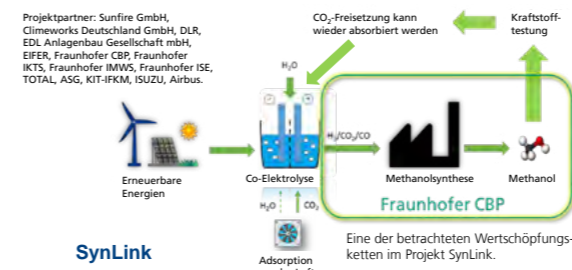 Projektpartner: Sunfire GmbH,
Climeworks Deutschland GmbH, DLR,
EDL Anlagenbau Gesellschaft mbH,
EIFER, Fraunhofer CBP, Fraunhofer
IKTS, Fraunhofer IMWS, Fraunhofer ISE,
TOTAL, ASG, KIT-IFKM, ISUZU, Airbus.
CO₂-Freisetzung kann
wieder absorbiert werden
Kraftstoff-
testung
H₂O
H₂/CO₂/CO
Erneuerbare
Energien
Co-Elektrolyse
Methanolsynthese
Methanol
H₂O
CO₂
Fraunhofer CBP
SynLink
Adsorption
Eine der betrachteten Wertschöpfungs-
ketten im Projekt SynLink.